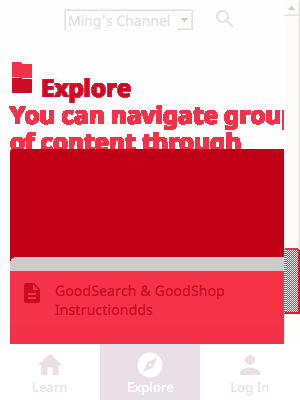 Ming's Channel
Explore
You can navigate group
of content through
GoodSearch & GoodShop
Instructiondds
Learn
Explore
Log In